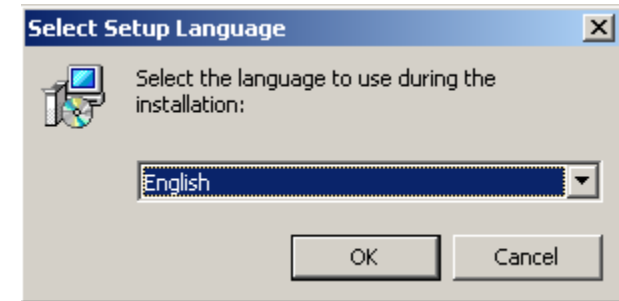 Select Setup Language
Select the language to use during the
installation:
English
OK
Cancel